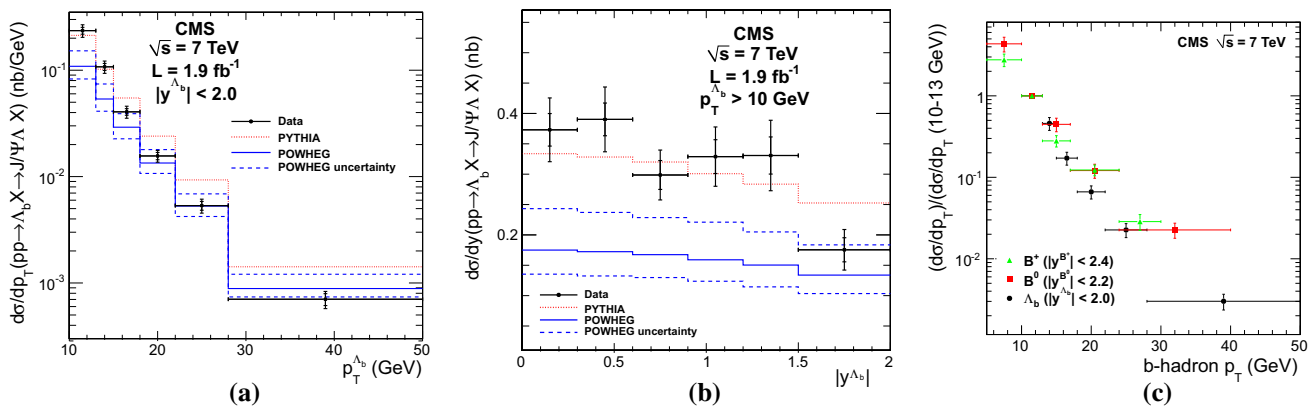 CMS
√s = 7 TeV
L = 1.9 fb⁻¹
|y^Λb| < 2.0
Data
PYTHIA
POWHEG
POWHEG uncertainty
dσ/dp_T(pp→Λ_b X→J/Ψ Λ X) (nb/GeV)
10⁻¹
10⁻²
10⁻³
10 20 30 40 50
p_T^Λb (GeV)
(a)
CMS
√s = 7 TeV
L = 1.9 fb⁻¹
p_T^Λb > 10 GeV
Data
PYTHIA
POWHEG
POWHEG uncertainty
dσ/dy(pp→Λ_b X→J/Ψ Λ X) (nb)
0.4
0.2
0 0.5 1 1.5 2
|y^Λb|
(b)
CMS √s = 7 TeV
(dσ/dp_T)/(dσ/dp_T (10-13 GeV))
1
10⁻¹
10⁻²
B⁺ (|y^B⁺| < 2.4)
B⁰ (|y^B⁰| < 2.2)
Λ_b (|y^Λb| < 2.0)
10 20 30 40 50
b-hadron p_T (GeV)
(c)